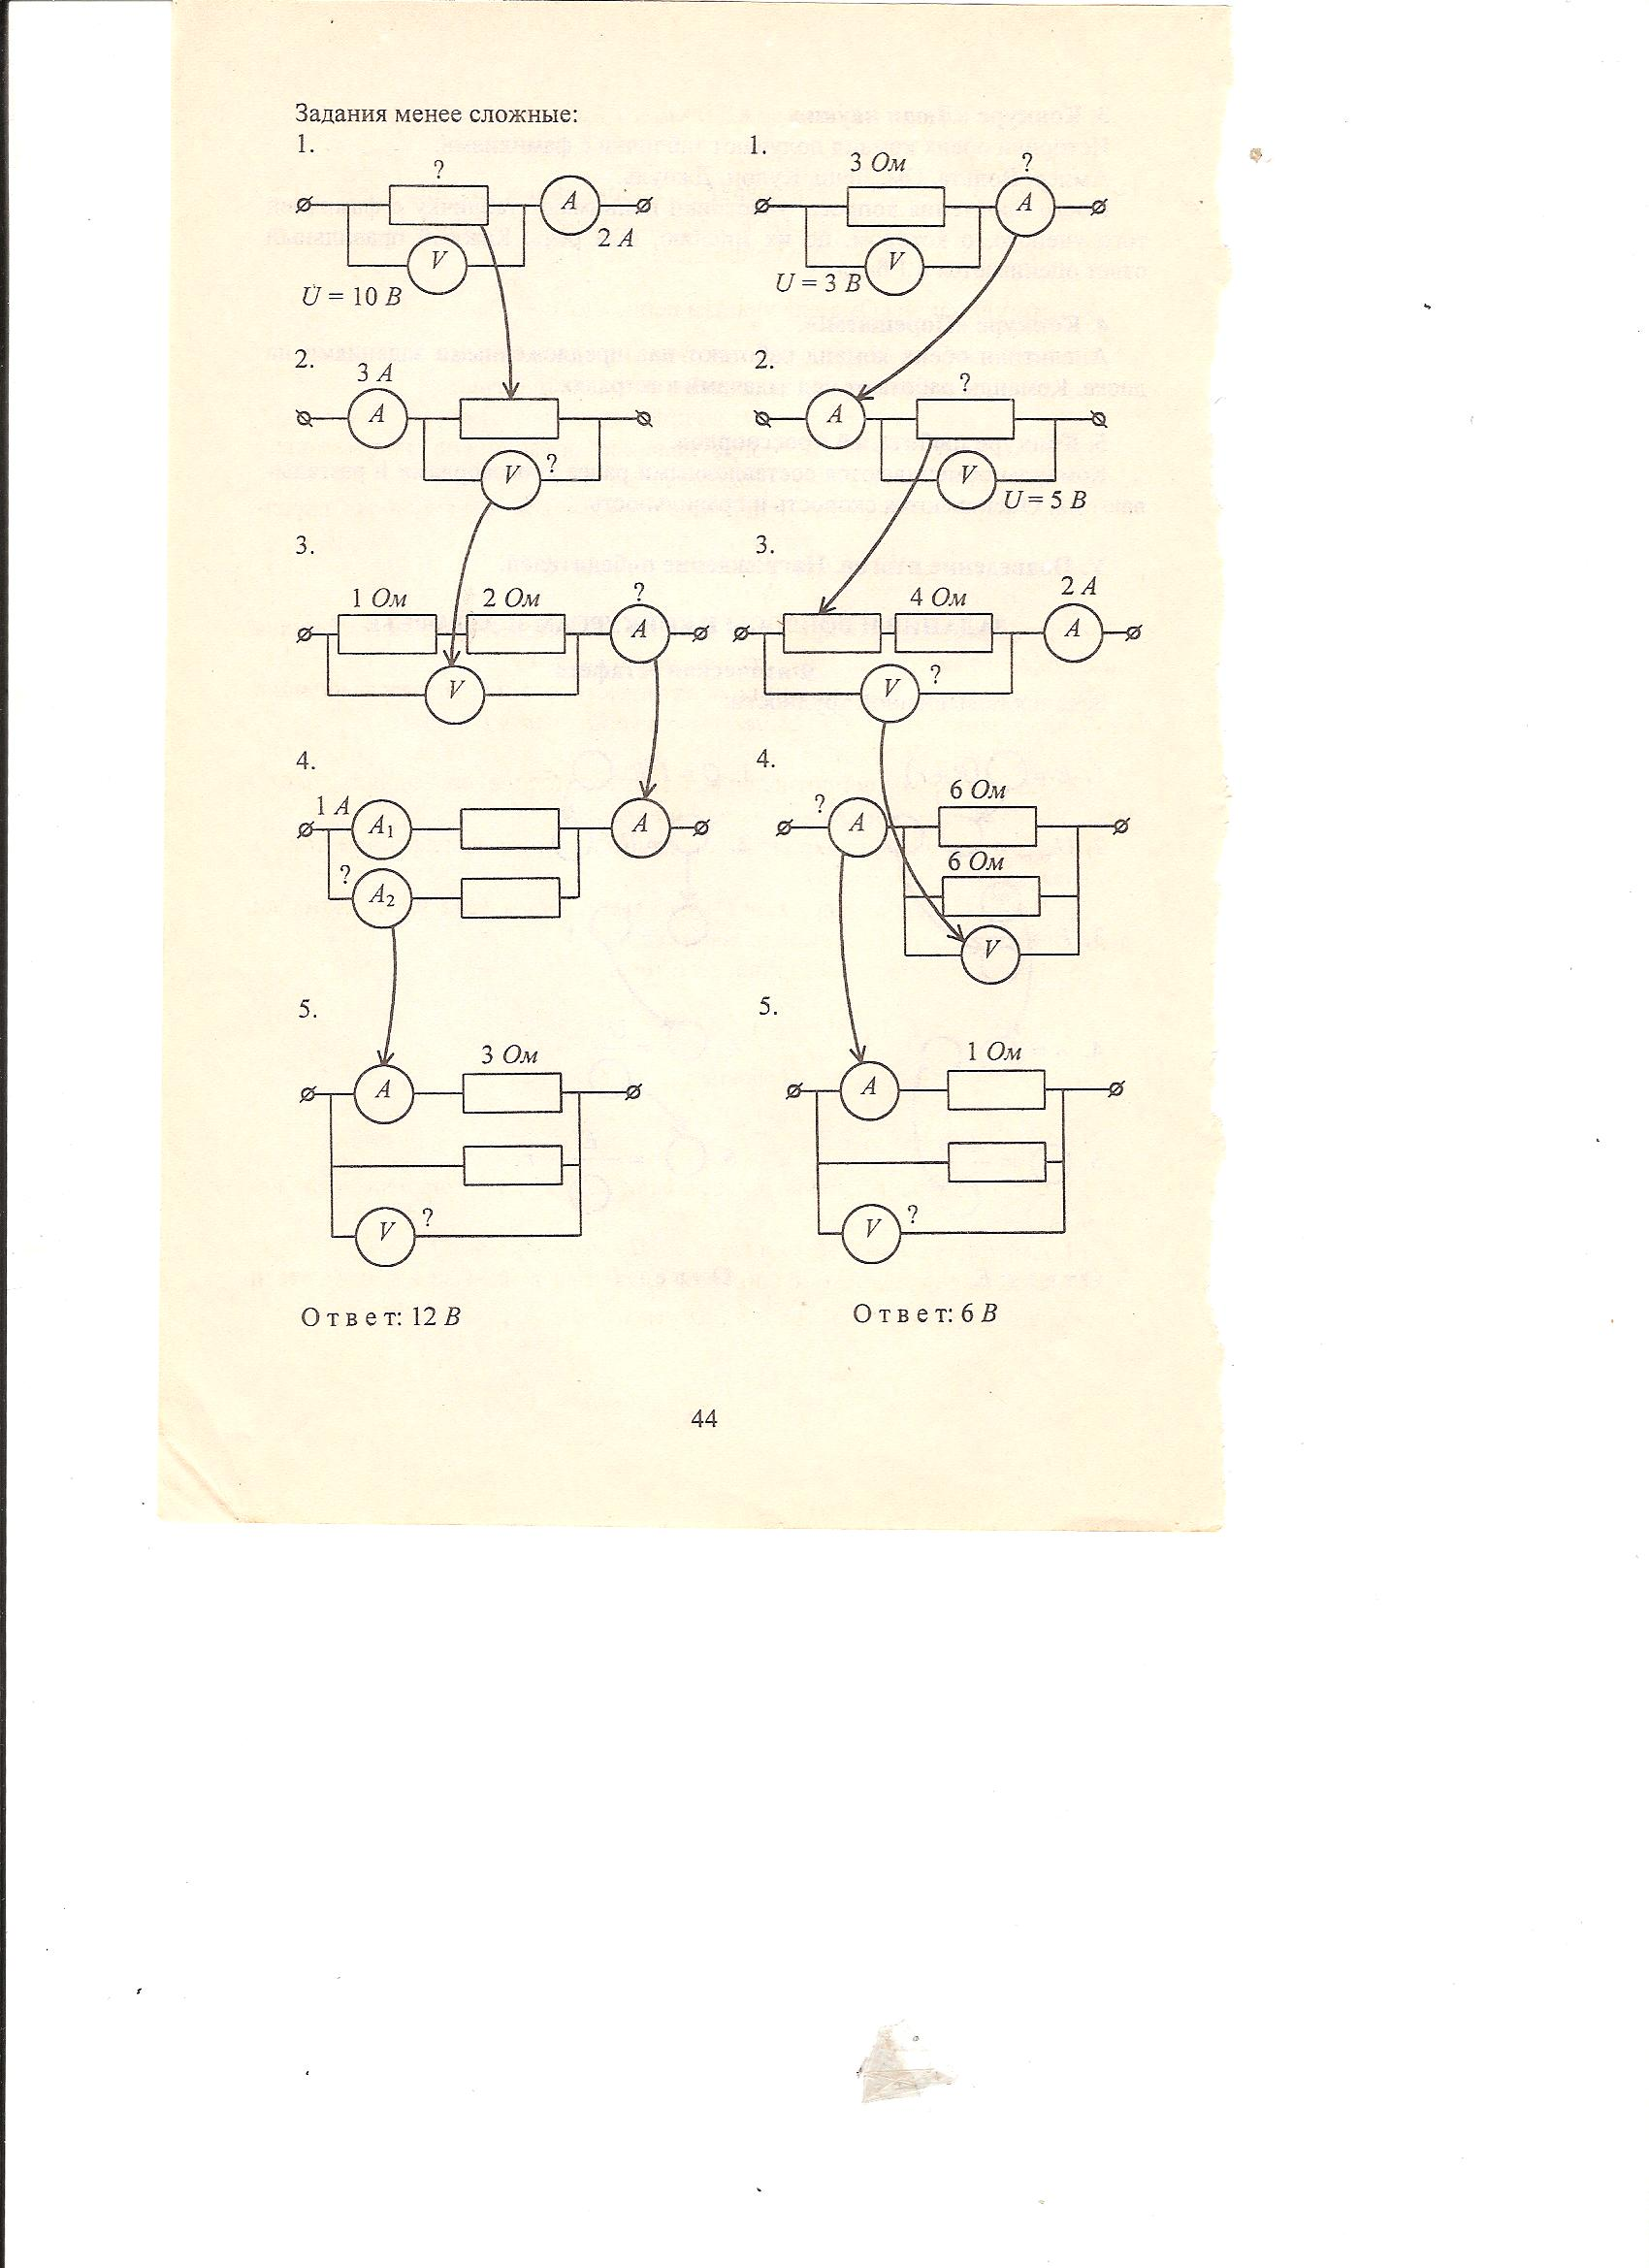 Задания менее сложные:
1.
?
A
2 A
V
U = 10 В
2.
3 А
A
V
?
3.
1 Ом
2 Ом
?
A
V
4.
1 А
A1
A
?
A2
5.
3 Ом
A
V
?
Ответ: 12 В
1.
3 Ом
?
A
V
U = 3 В
2.
?
A
V
U = 5 В
3.
4 Ом
2 А
A
V
?
4.
6 Ом
?
A
6 Ом
V
5.
1 Ом
A
V
?
Ответ: 6 В
44